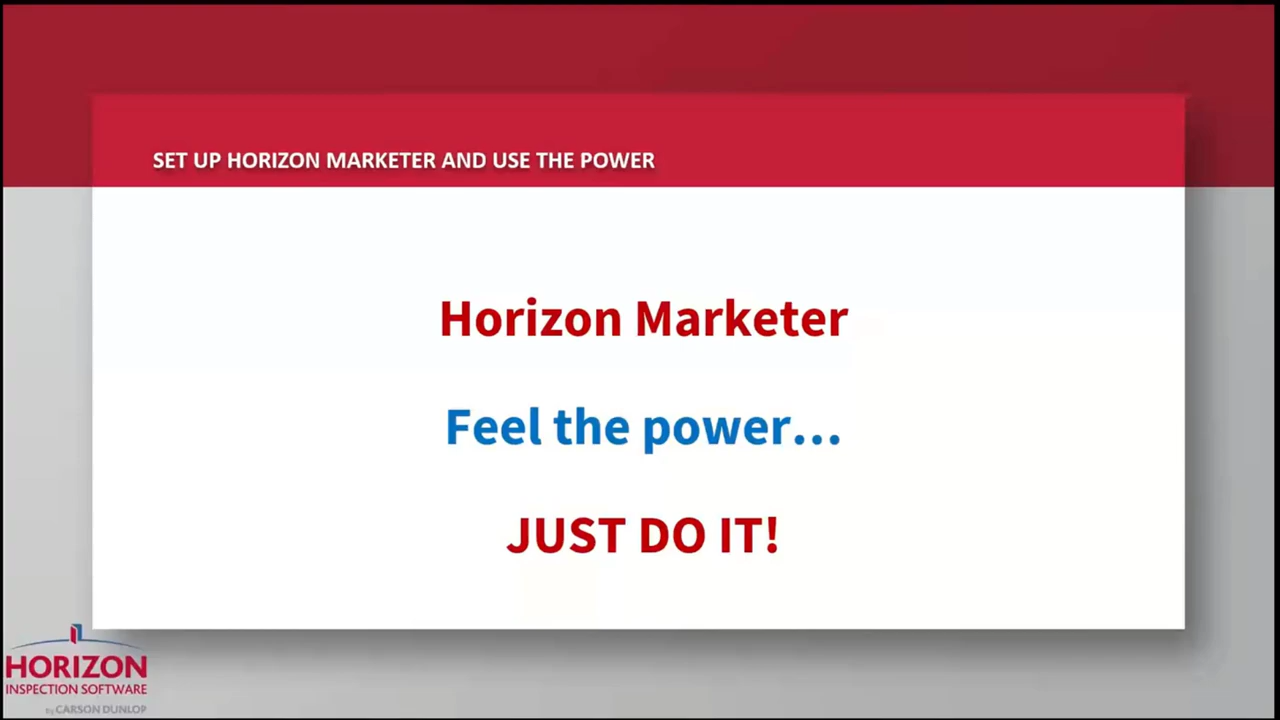 SET UP HORIZON MARKETER AND USE THE POWER
Horizon Marketer
Feel the power...
JUST DO IT!
HORIZON
INSPECTION SOFTWARE
by CARSON DUNLOP